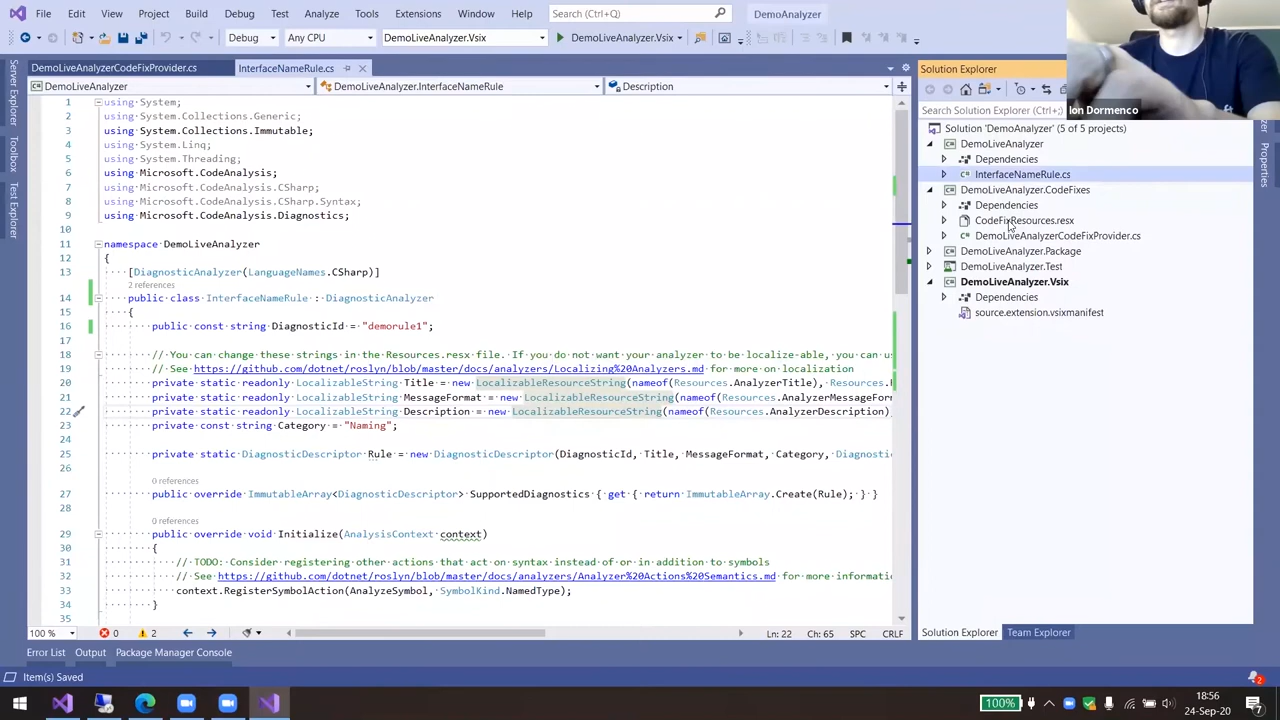 File Edit View Project Build Debug Test Analyze Tools Extensions Window Help Search (Ctrl+Q) DemoAnalyzer
Debug Any CPU DemoLiveAnalyzer.Vsix DemoLiveAnalyzer.Vsix
DemoLiveAnalyzerCodeFixProvider.cs InterfaceNameRule.cs
DemoLiveAnalyzer DemoLiveAnalyzer.InterfaceNameRule Description
Server Explorer
Toolbox
Test Explorer
1 using System;
2 using System.Collections.Generic;
3 using System.Collections.Immutable;
4 using System.Linq;
5 using System.Threading;
6 using Microsoft.CodeAnalysis;
7 using Microsoft.CodeAnalysis.CSharp;
8 using Microsoft.CodeAnalysis.CSharp.Syntax;
9 using Microsoft.CodeAnalysis.Diagnostics;
10
11 namespace DemoLiveAnalyzer
12 {
13 [DiagnosticAnalyzer(LanguageNames.CSharp)]
2 references
14 public class InterfaceNameRule : DiagnosticAnalyzer
15 {
16 public const string DiagnosticId = "demorule1";
17
18 // You can change these strings in the Resources.resx file. If you do not want your analyzer to be localize-able, you can us
19 // See https://github.com/dotnet/roslyn/blob/master/docs/analyzers/Localizing%20Analyzers.md for more on localization
20 private static readonly LocalizableString Title = new LocalizableResourceString(nameof(Resources.AnalyzerTitle), Resources.
21 private static readonly LocalizableString MessageFormat = new LocalizableResourceString(nameof(Resources.AnalyzerMessageFor
22 private static readonly LocalizableString Description = new LocalizableResourceString(nameof(Resources.AnalyzerDescription)
23 private const string Category = "Naming";
24
25 private static DiagnosticDescriptor Rule = new DiagnosticDescriptor(DiagnosticId, Title, MessageFormat, Category, Diagnosti
26
0 references
27 public override ImmutableArray<DiagnosticDescriptor> SupportedDiagnostics { get { return ImmutableArray.Create(Rule); } }
28
0 references
29 public override void Initialize(AnalysisContext context)
30 {
31 // TODO: Consider registering other actions that act on syntax instead of or in addition to symbols
32 // See https://github.com/dotnet/roslyn/blob/master/docs/analyzers/Analyzer%20Actions%20Semantics.md for more informatio
33 context.RegisterSymbolAction(AnalyzeSymbol, SymbolKind.NamedType);
34 }
35
100 % 0 2 Ln: 22 Ch: 65 SPC CRLF
Error List Output Package Manager Console
Item(s) Saved
Solution Explorer
Search Solution Explorer (Ctrl+;)
Ion Dormenco
Solution 'DemoAnalyzer' (5 of 5 projects)
DemoLiveAnalyzer
Dependencies
InterfaceNameRule.cs
DemoLiveAnalyzer.CodeFixes
Dependencies
CodeFixResources.resx
DemoLiveAnalyzerCodeFixProvider.cs
DemoLiveAnalyzer.Package
DemoLiveAnalyzer.Test
DemoLiveAnalyzer.Vsix
Dependencies
source.extension.vsixmanifest
Solution Explorer Team Explorer
Properties
2
100% 18:56
24-Sep-20
7